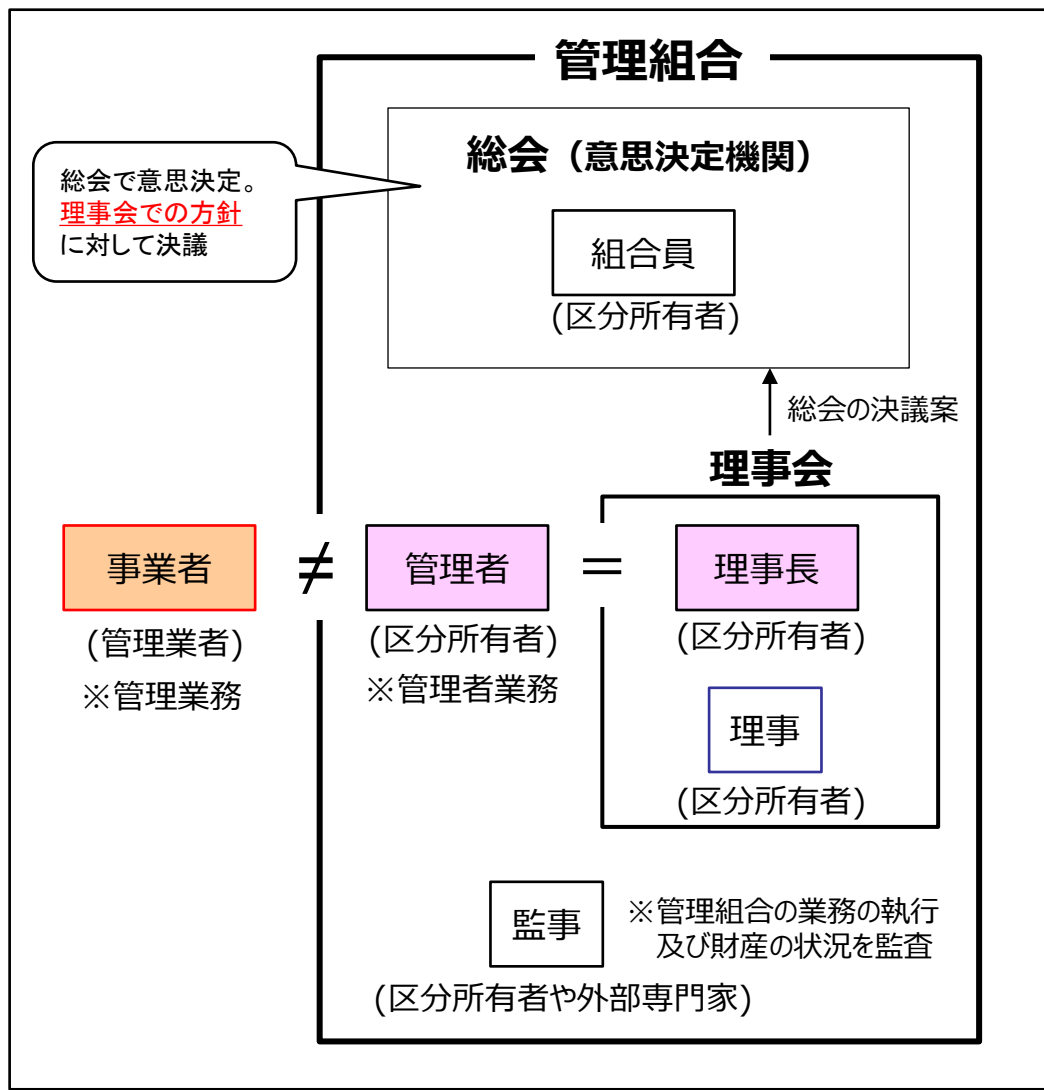 管理組合
総会（意思決定機関）
総会で意思決定。
理事会での方針
に対して決議
組合員
(区分所有者)
総会の決議案
理事会
事業者
≠
管理者
＝
理事長
(管理業者)
(区分所有者)
(区分所有者)
※管理業務
※管理者業務
理事
(区分所有者)
監事
※管理組合の業務の執行
及び財産の状況を監査
(区分所有者や外部専門家)